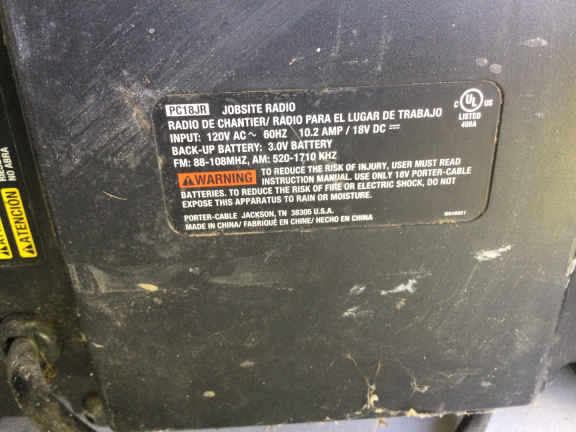 PC18JR JOBSITE RADIO
RADIO DE CHANTIER/ RADIO PARA EL LUGAR DE TRABAJO
INPUT: 120V AC ~ 60HZ 10.2 AMP / 18V DC ⎓
BACK-UP BATTERY: 3.0V BATTERY
FM: 88-108MHZ, AM: 520-1710 KHZ
WARNING TO REDUCE THE RISK OF INJURY, USER MUST READ
INSTRUCTION MANUAL. USE ONLY 18V PORTER-CABLE
BATTERIES. TO REDUCE THE RISK OF FIRE OR ELECTRIC SHOCK, DO NOT
EXPOSE THIS APPARATUS TO RAIN OR MOISTURE.
PORTER-CABLE JACKSON, TN 38305 U.S.A.
MADE IN CHINA/ FABRIQUÉ EN CHINE/ HECHO EN CHINA
C UL US
LISTED
ATENCION
NO ABRA